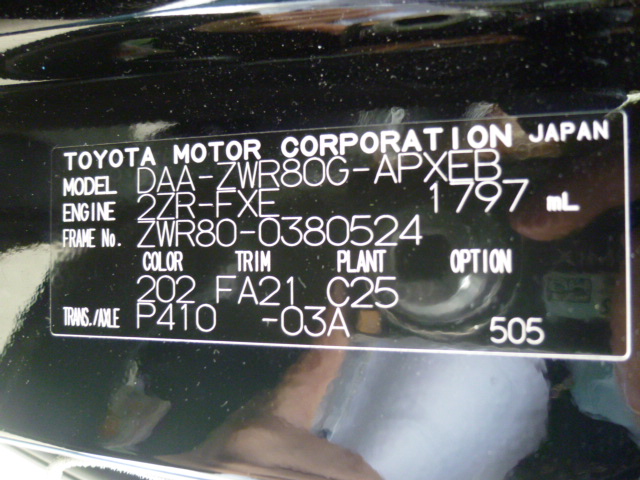 TOYOTA MOTOR CORPORATION JAPAN
MODEL DAA-ZWR80G-APXEB
ENGINE 2ZR-FXE 1797 mL
FRAME No. ZWR80-0380524
COLOR TRIM PLANT OPTION
202 FA21 C25
TRANS./AXLE P410 -03A 505